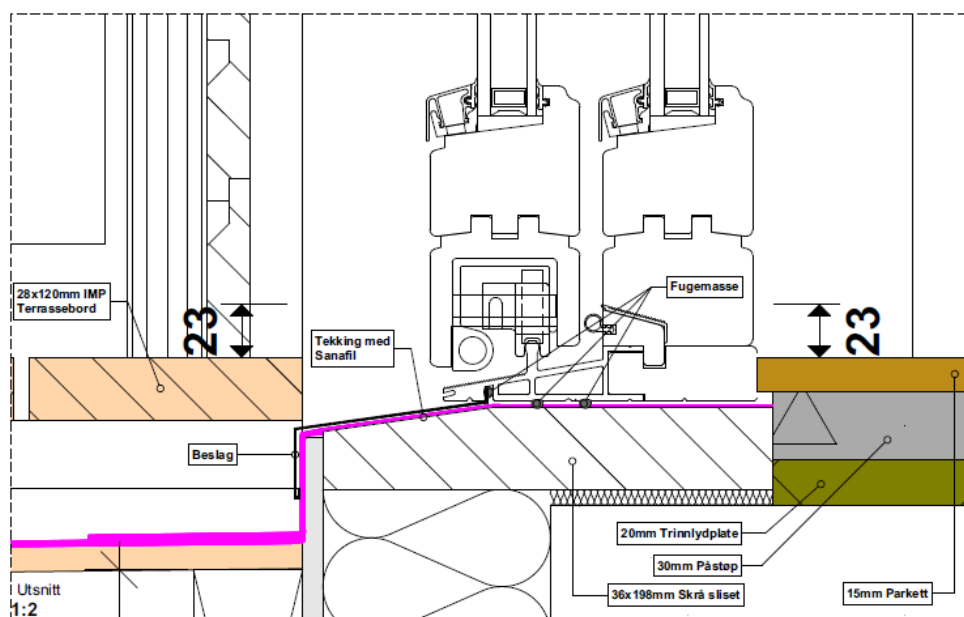 28x120mm IMP
Terrassebord
23
Tekking med
Sanafil
Fugemasse
23
Beslag
20mm Trinnlydplate
30mm Påstøp
36x198mm Skrå sliset
15mm Parkett
Utsnitt
1:2